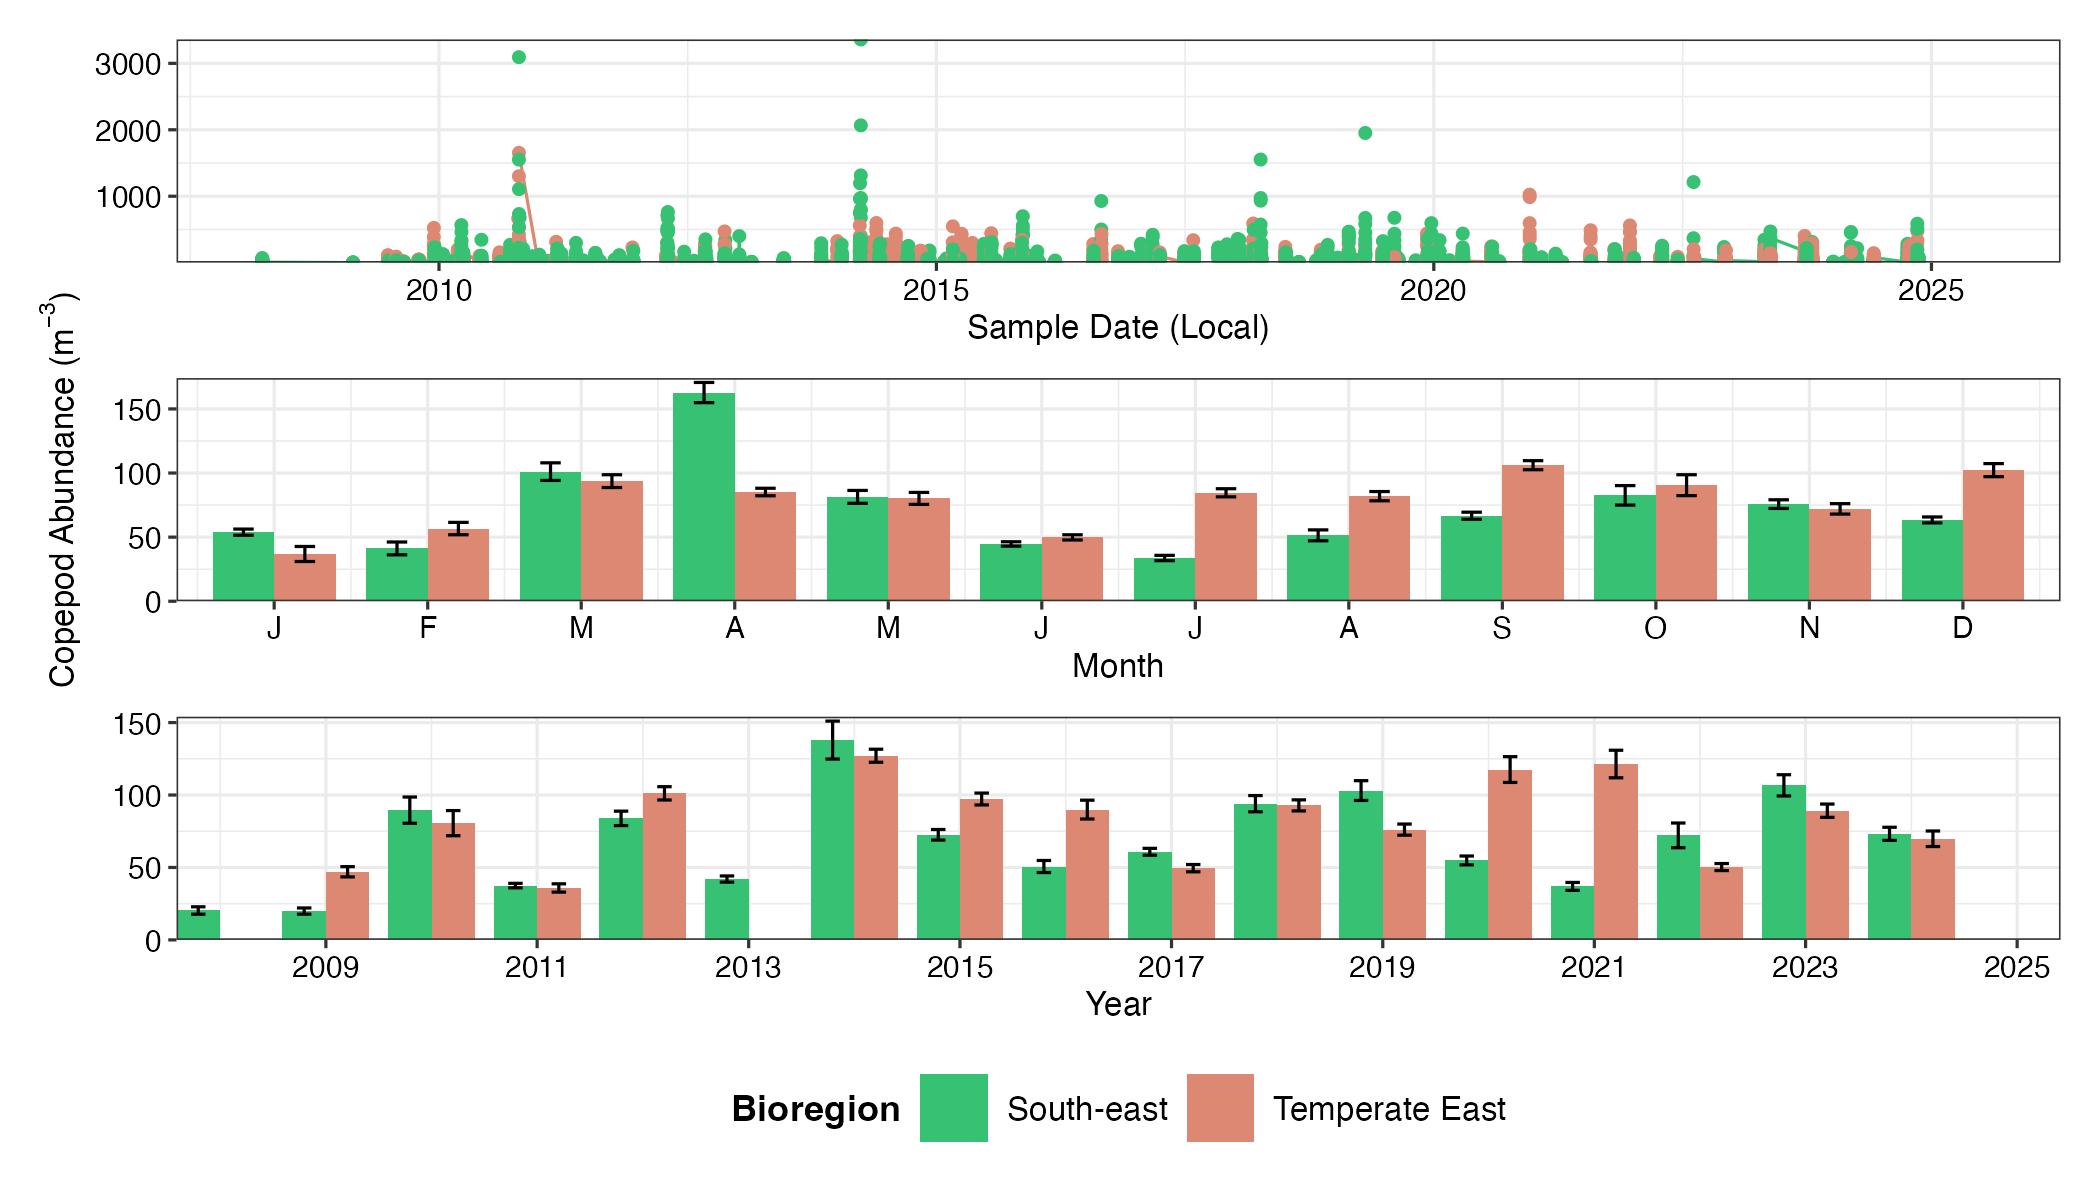 3000
2000
1000
2010 2015 2020 2025
Sample Date (Local)
Copepod Abundance (m⁻³)
150
100
50
0
J F M A M J J A S O N D
Month
150
100
50
0
2009 2011 2013 2015 2017 2019 2021 2023 2025
Year
Bioregion South-east Temperate East